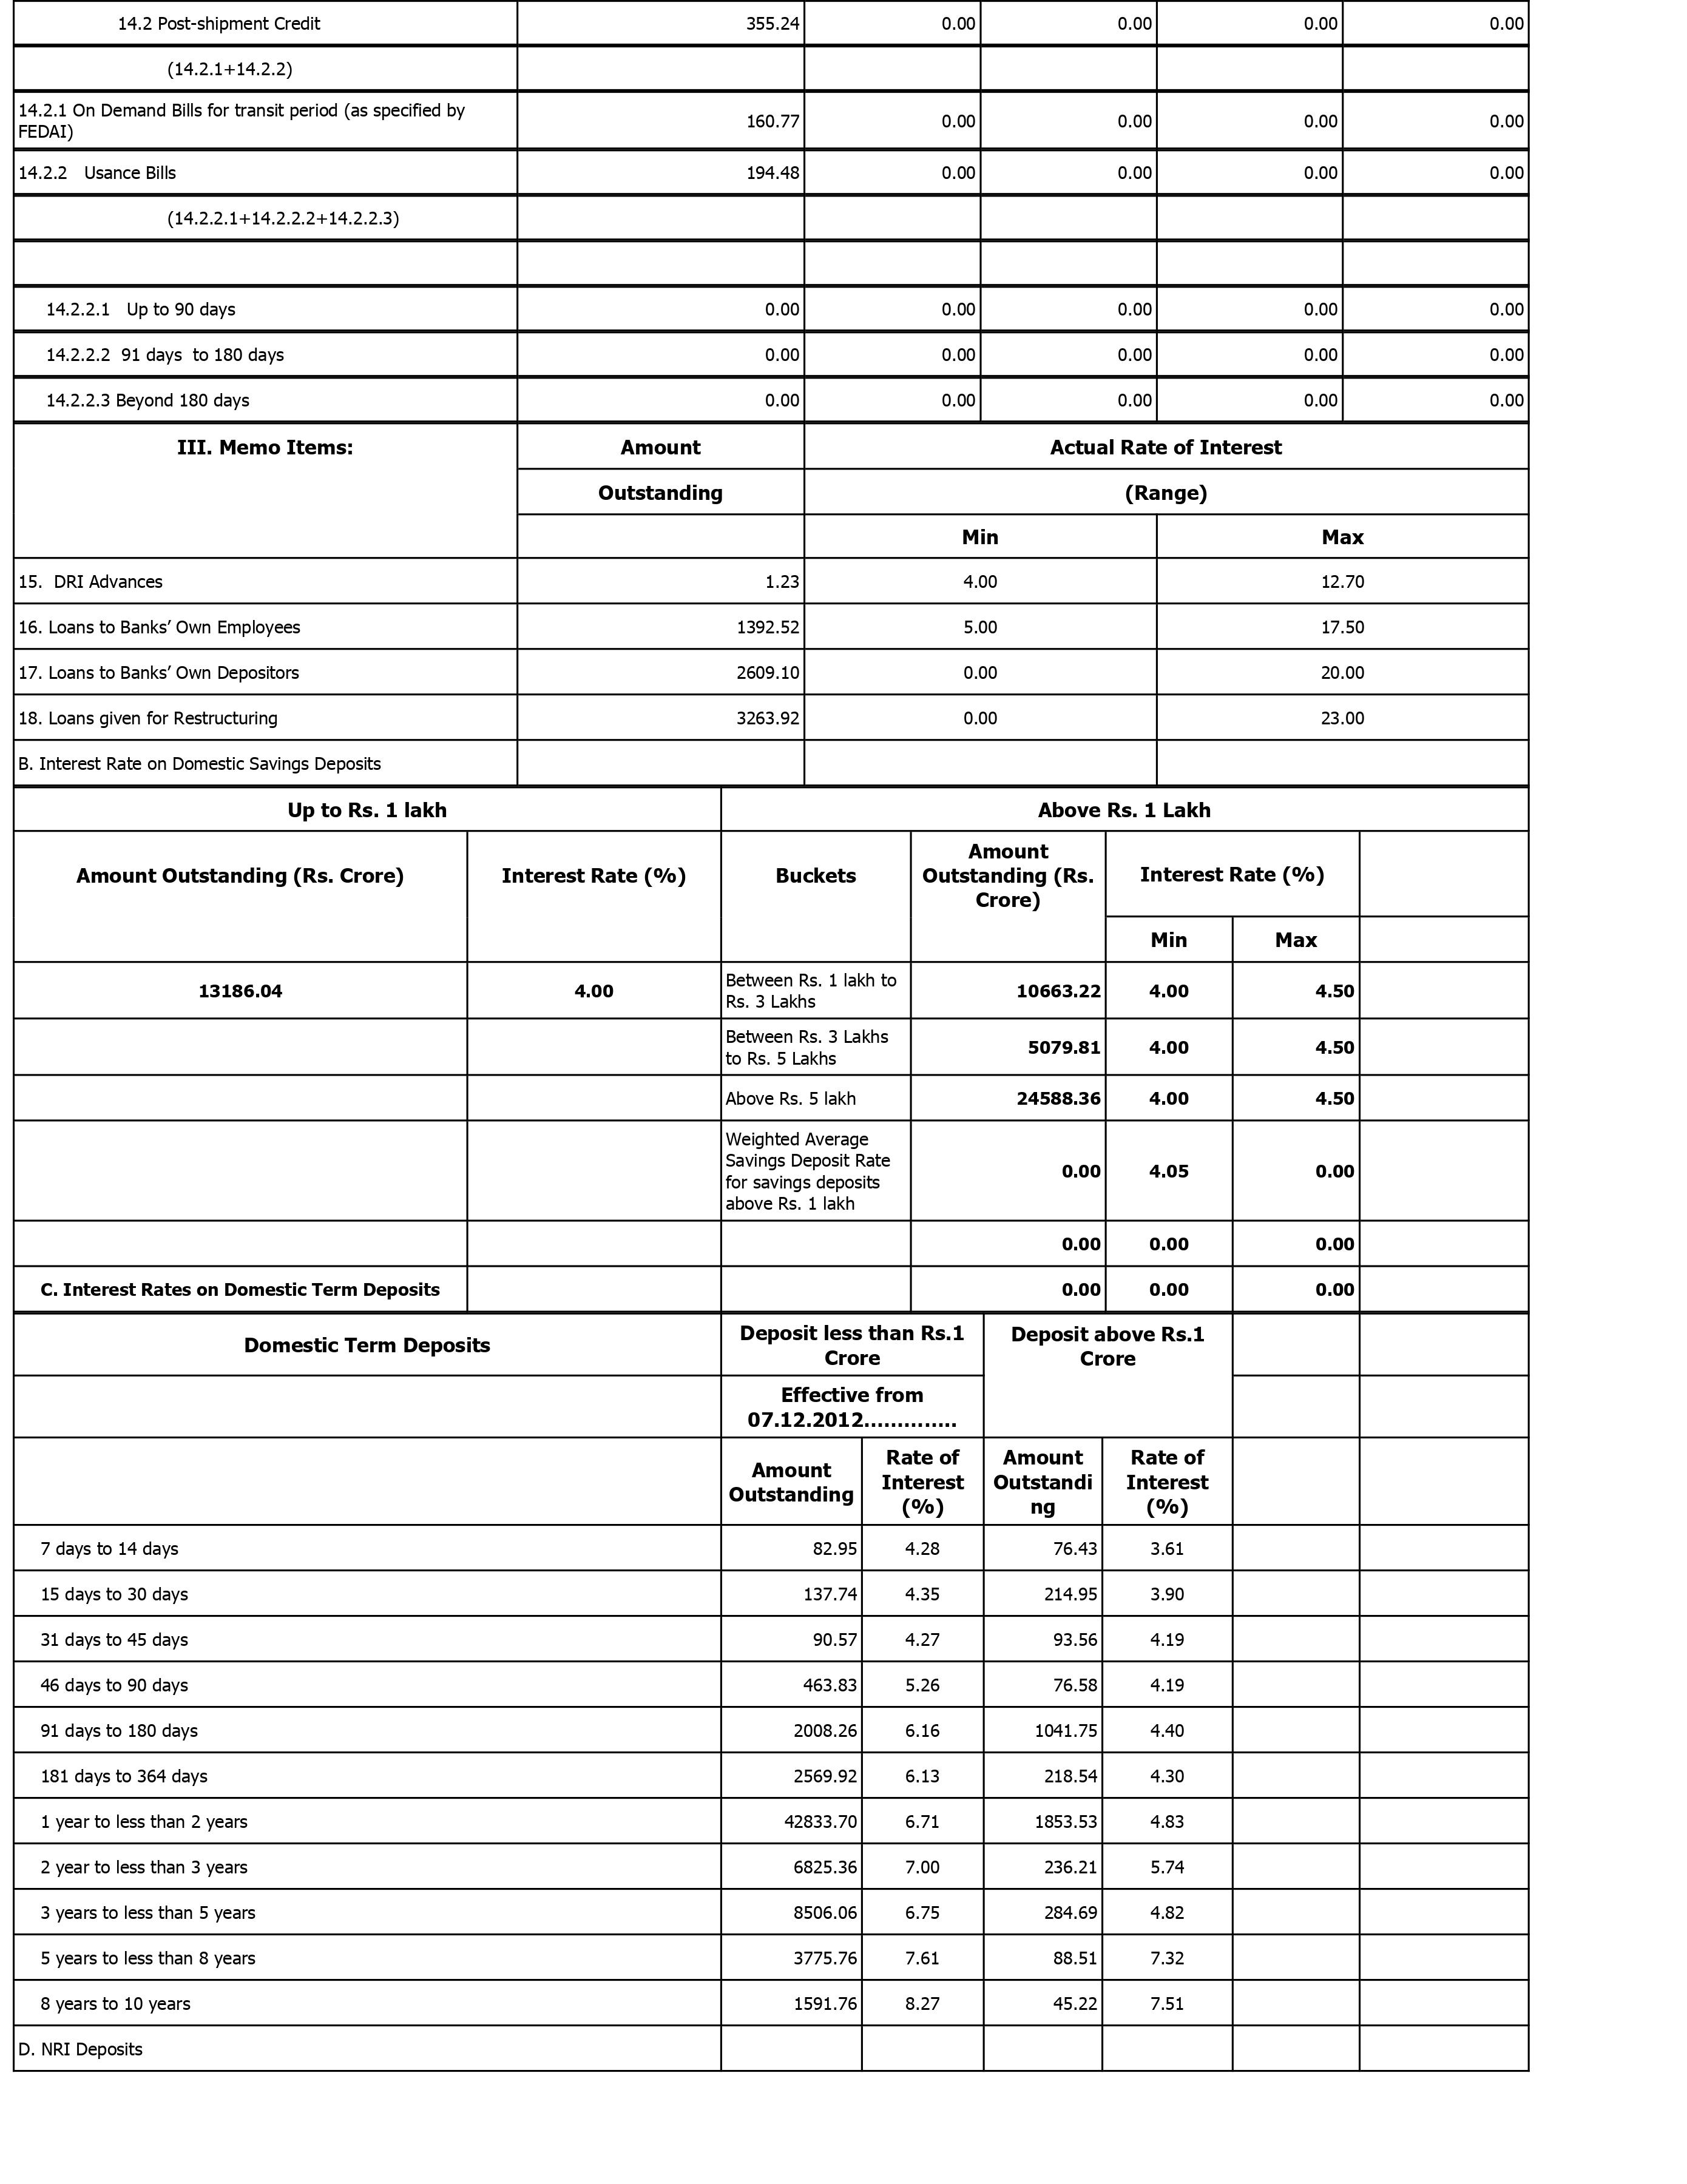 14.2 Post-shipment Credit 355.24 0.00 0.00 0.00 0.00
(14.2.1+14.2.2)
14.2.1 On Demand Bills for transit period (as specified by
FEDAI) 160.77 0.00 0.00 0.00 0.00
14.2.2 Usance Bills 194.48 0.00 0.00 0.00 0.00
(14.2.2.1+14.2.2.2+14.2.2.3)
14.2.2.1 Up to 90 days 0.00 0.00 0.00 0.00 0.00
14.2.2.2 91 days to 180 days 0.00 0.00 0.00 0.00 0.00
14.2.2.3 Beyond 180 days 0.00 0.00 0.00 0.00 0.00
III. Memo Items: Amount Actual Rate of Interest
Outstanding (Range)
Min Max
15. DRI Advances 1.23 4.00 12.70
16. Loans to Banks’ Own Employees 1392.52 5.00 17.50
17. Loans to Banks’ Own Depositors 2609.10 0.00 20.00
18. Loans given for Restructuring 3263.92 0.00 23.00
B. Interest Rate on Domestic Savings Deposits
Up to Rs. 1 lakh Above Rs. 1 Lakh
Amount Outstanding (Rs. Crore) Interest Rate (%) Buckets
Amount
Outstanding (Rs.
Crore)
Interest Rate (%)
Min Max
13186.04 4.00
Between Rs. 1 lakh to
Rs. 3 Lakhs
10663.22 4.00 4.50
Between Rs. 3 Lakhs
to Rs. 5 Lakhs
5079.81 4.00 4.50
Above Rs. 5 lakh 24588.36 4.00 4.50
Weighted Average
Savings Deposit Rate
for savings deposits
above Rs. 1 lakh
0.00 4.05 0.00
0.00 0.00 0.00
C. Interest Rates on Domestic Term Deposits 0.00 0.00 0.00
Domestic Term Deposits
Deposit less than Rs.1
Crore
Deposit above Rs.1
Crore
Effective from
07.12.2012..............
Amount
Outstanding
Rate of
Interest
(%)
Amount
Outstandi
ng
Rate of
Interest
(%)
7 days to 14 days 82.95 4.28 76.43 3.61
15 days to 30 days 137.74 4.35 214.95 3.90
31 days to 45 days 90.57 4.27 93.56 4.19
46 days to 90 days 463.83 5.26 76.58 4.19
91 days to 180 days 2008.26 6.16 1041.75 4.40
181 days to 364 days 2569.92 6.13 218.54 4.30
1 year to less than 2 years 42833.70 6.71 1853.53 4.83
2 year to less than 3 years 6825.36 7.00 236.21 5.74
3 years to less than 5 years 8506.06 6.75 284.69 4.82
5 years to less than 8 years 3775.76 7.61 88.51 7.32
8 years to 10 years 1591.76 8.27 45.22 7.51
D. NRI Deposits